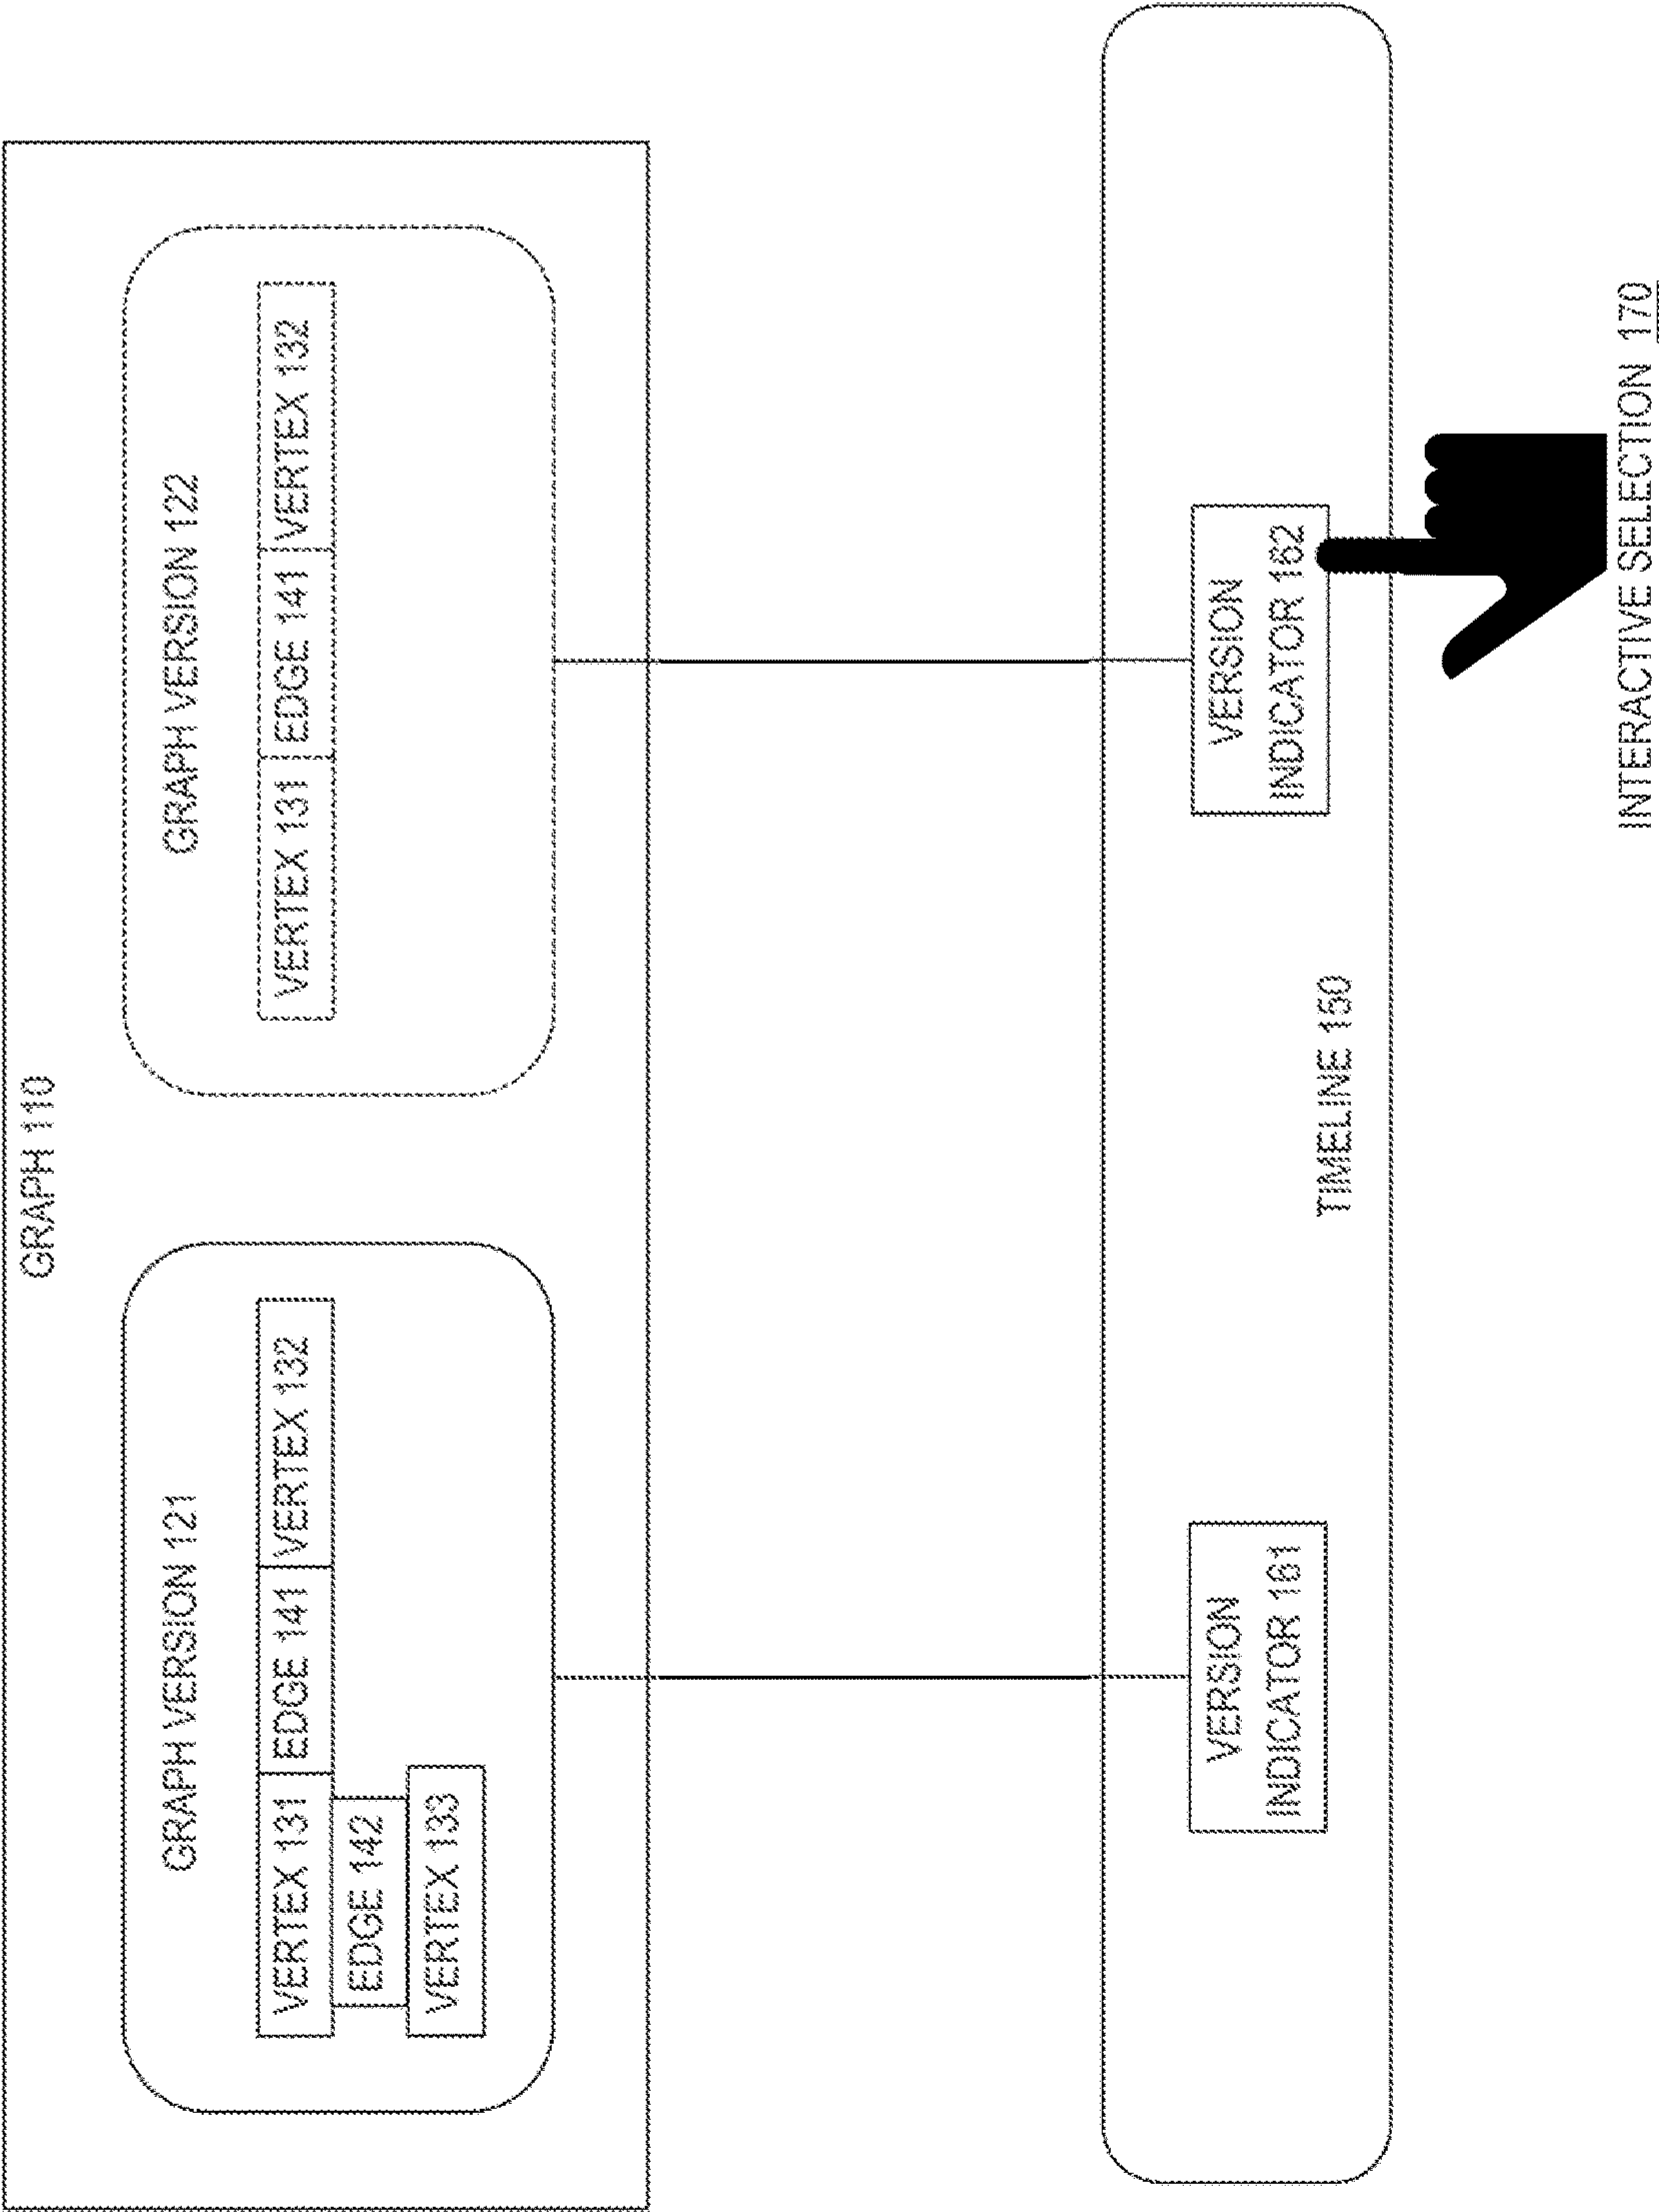 GRAPH 110
GRAPH VERSION 121
VERTEX 131
EDGE 141
VERTEX 132
EDGE 142
VERTEX 133
GRAPH VERSION 122
VERTEX 131
EDGE 141
VERTEX 132
VERSION
INDICATOR 161
VERSION
INDICATOR 162
TIMELINE 150
INTERACTIVE SELECTION 170